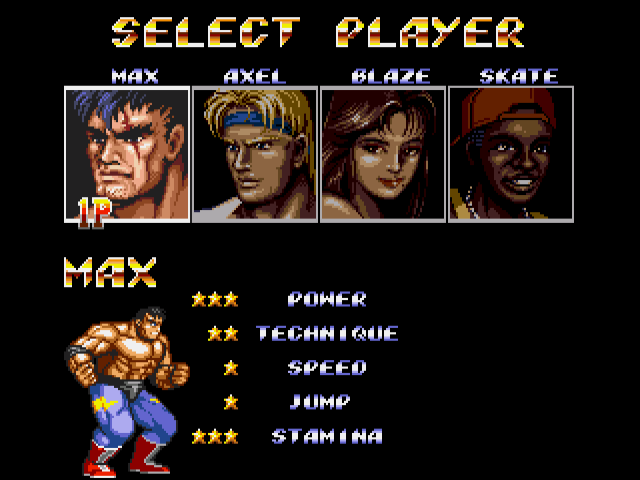 SELECT PLAYER
MAX AXEL BLAZE SKATE
1P
MAX
★★★ POWER
★★ TECHNIQUE
★ SPEED
★ JUMP
★★★ STAMINA